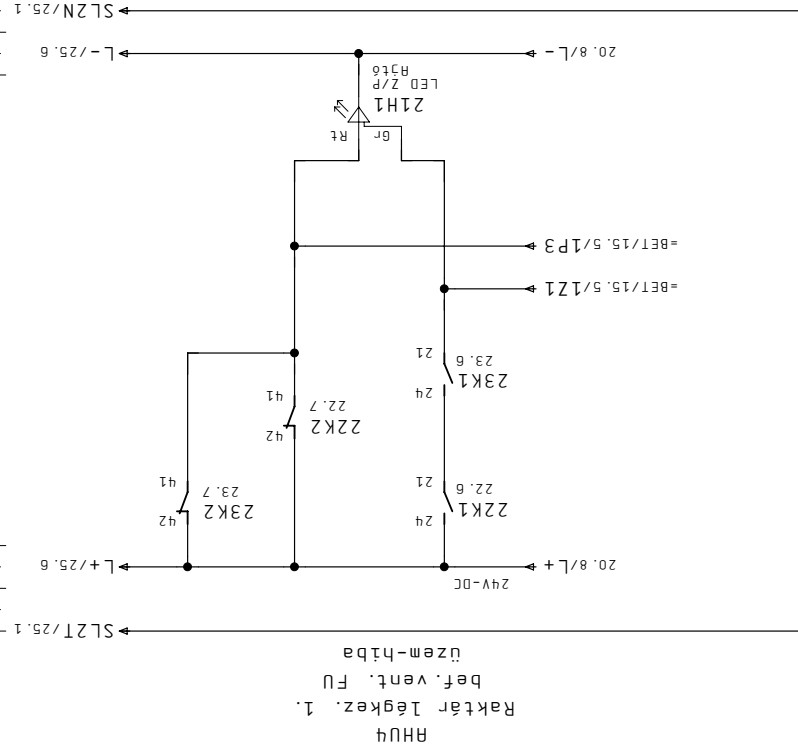 AHU4
Raktár légkez. 1.
bef.vent. FU
üzem-hiba
SL2T/25.1
24V-DC
20.8/L+
L+/25.6
24
22K1
22.6
21
42
23K2
23.7
41
42
22K2
22.7
41
24
23K1
23.6
21
=BET/15.5/1Z1
=BET/15.5/1P3
Gr
Rt
21H1
LED Z/P
Ajtó
20.8/L-
L-/25.6
SL2N/25.1